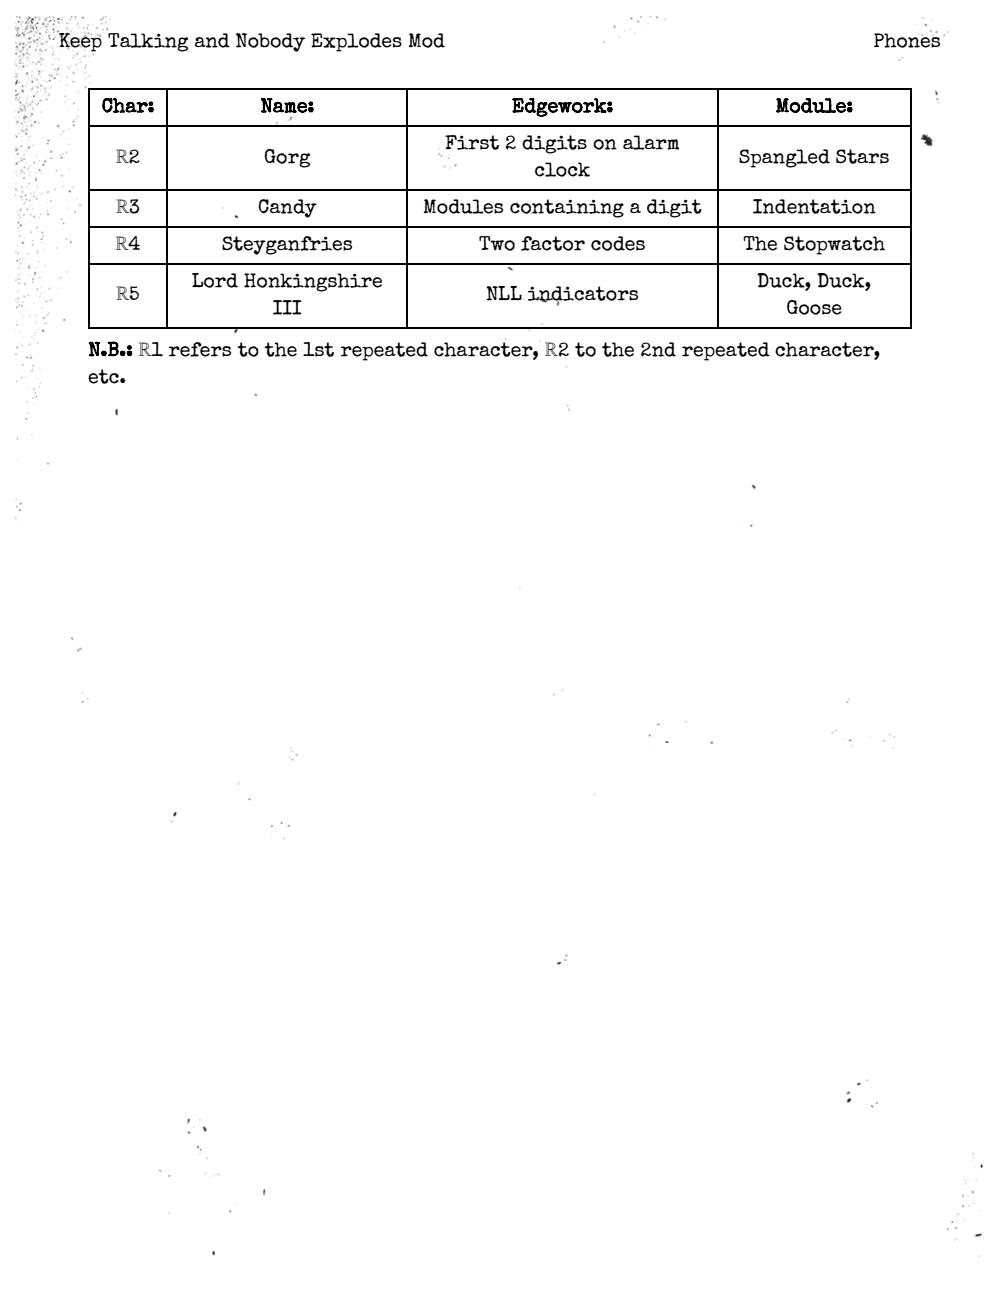 Keep Talking and Nobody Explodes Mod Phones
Char: Name: Edgework: Module:
ℝ2 Gorg First 2 digits on alarm clock Spangled Stars
ℝ3 Candy Modules containing a digit Indentation
ℝ4 Steyganfries Two factor codes The Stopwatch
ℝ5 Lord Honkingshire III NLL indicators Duck, Duck, Goose
N.B.: ℝ1 refers to the 1st repeated character, ℝ2 to the 2nd repeated character,
etc.